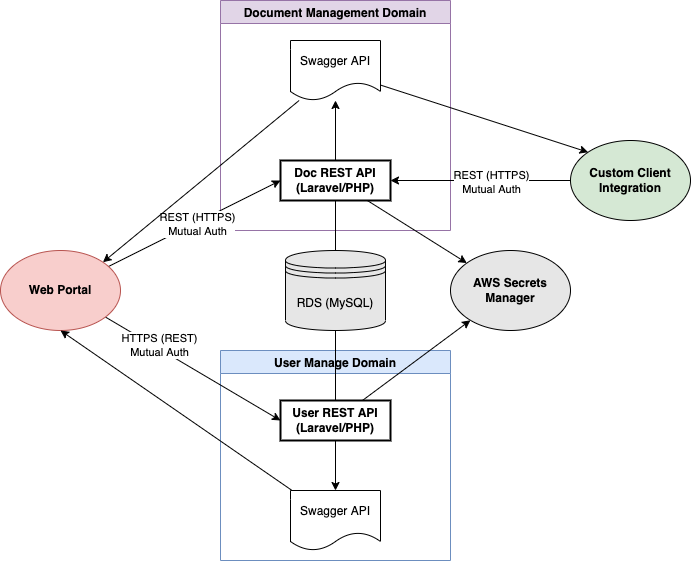 Document Management Domain
Swagger API
Doc REST API
(Laravel/PHP)
REST (HTTPS)
Mutual Auth
Custom Client
Integration
REST (HTTPS)
Mutual Auth
Web Portal
RDS (MySQL)
AWS Secrets
Manager
HTTPS (REST)
Mutual Auth
User Manage Domain
User REST API
(Laravel/PHP)
Swagger API